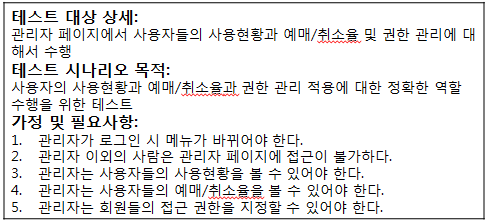 테스트 대상 상세:
관리자 페이지에서 사용자들의 사용현황과 예매/취소율 및 권한 관리에 대
해서 수행
테스트 시나리오 목적:
사용자의 사용현황과 예매/취소율과 권한 관리 적용에 대한 정확한 역할
수행을 위한 테스트
가정 및 필요사항:
1. 관리자가 로그인 시 메뉴가 바뀌어야 한다.
2. 관리자 이외의 사람은 관리자 페이지에 접근이 불가하다.
3. 관리자는 사용자들의 사용현황을 볼 수 있어야 한다.
4. 관리자는 사용자들의 예매/취소율을 볼 수 있어야 한다.
5. 관리자는 회원들의 접근 권한을 지정할 수 있어야 한다.